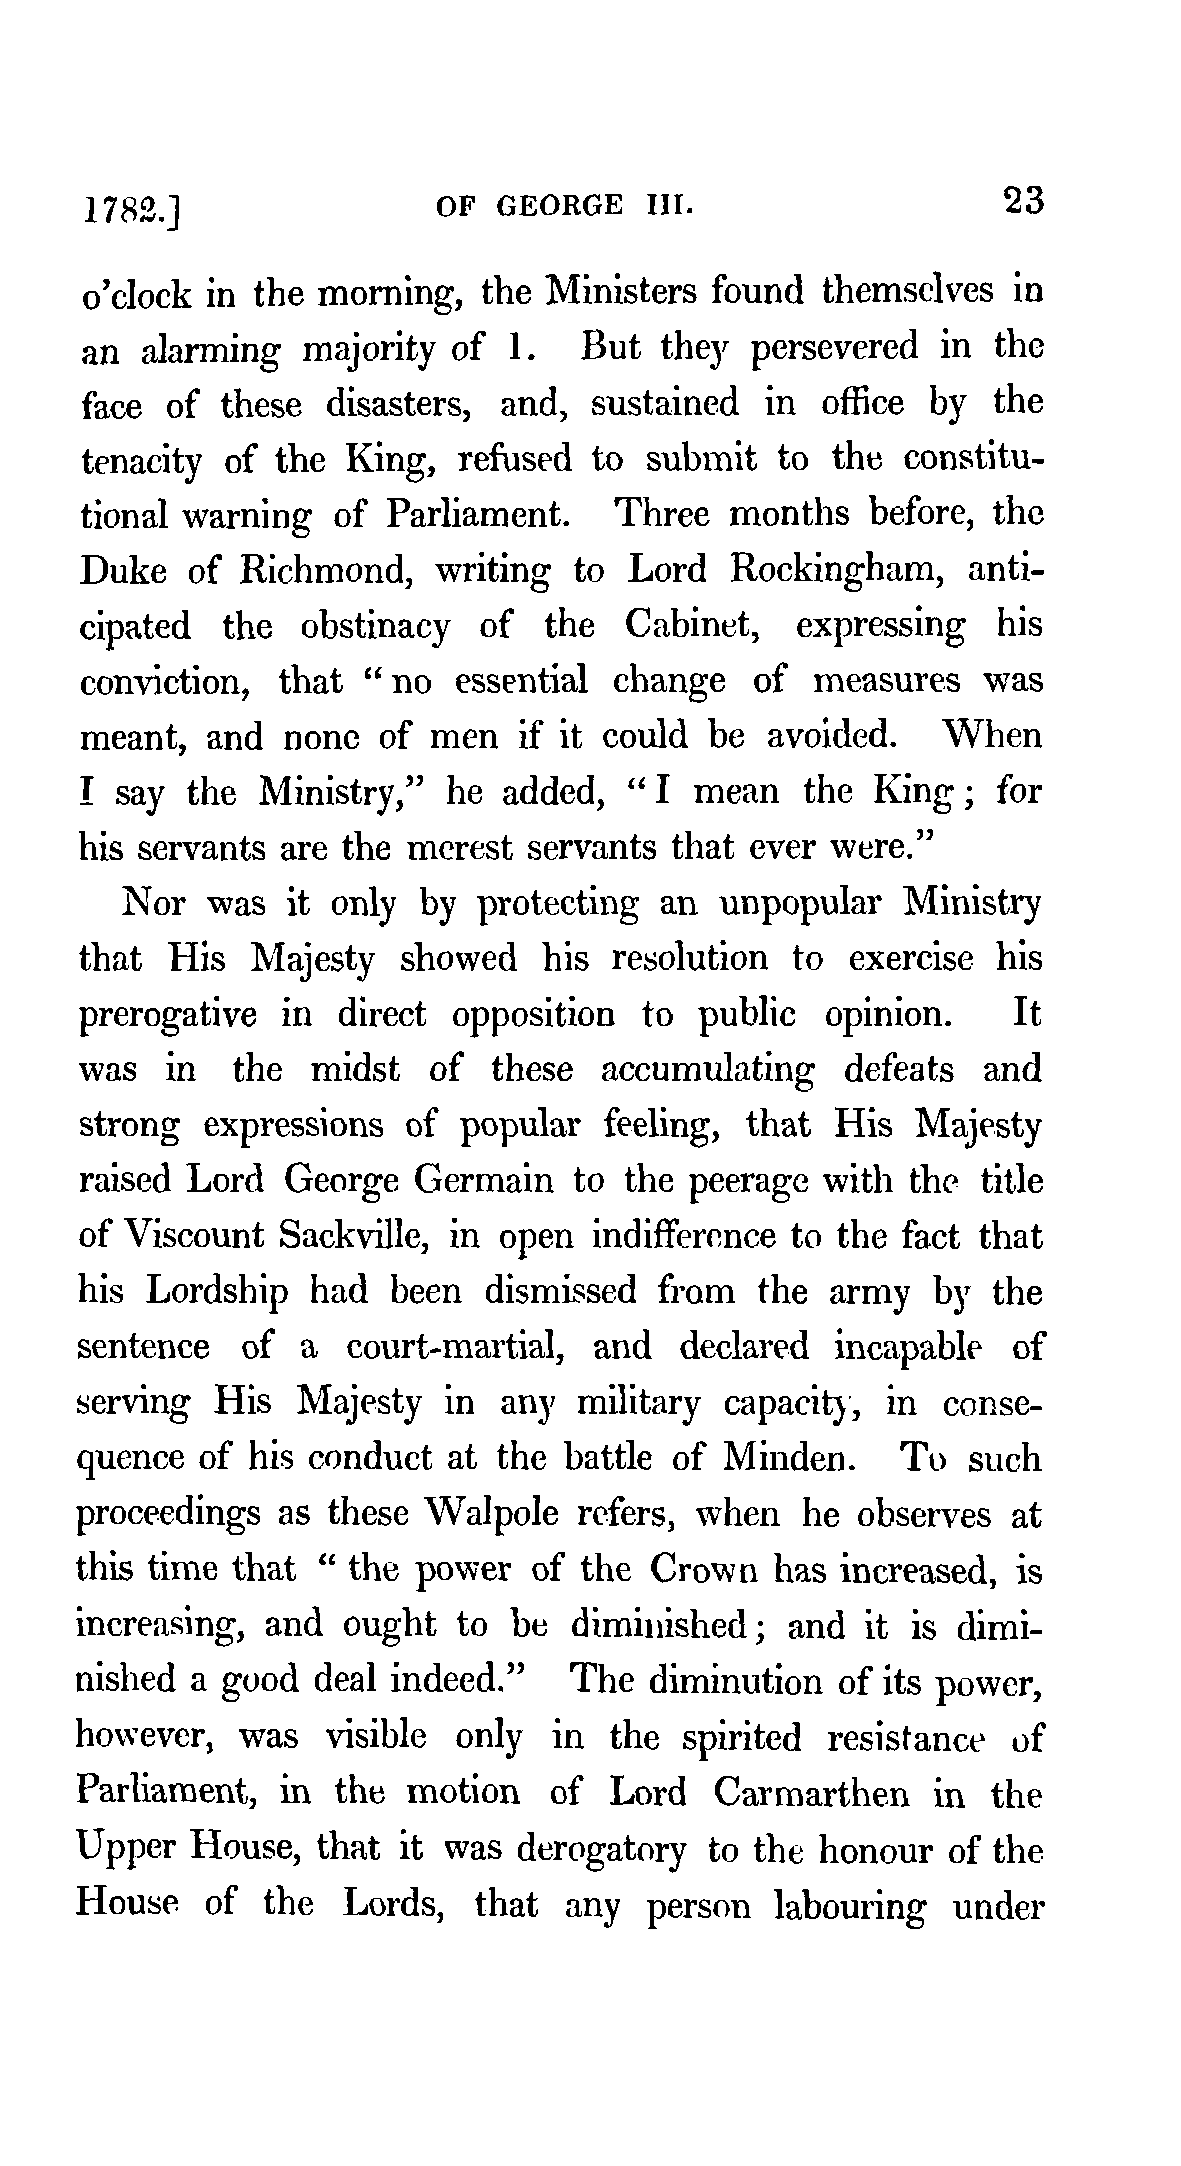 1782.] OF GEORGE III. 23
o'clock in the morning, the Ministers found themselves in
an alarming majority of 1. But they persevered in the
face of these disasters, and, sustained in office by the
tenacity of the King, refused to submit to the constitu-
tional warning of Parliament. Three months before, the
Duke of Richmond, writing to Lord Rockingham, anti-
cipated the obstinacy of the Cabinet, expressing his
conviction, that “ no essential change of measures was
meant, and none of men if it could be avoided. When
I say the Ministry,” he added, “ I mean the King ; for
his servants are the merest servants that ever were.”
Nor was it only by protecting an unpopular Ministry
that His Majesty showed his resolution to exercise his
prerogative in direct opposition to public opinion. It
was in the midst of these accumulating defeats and
strong expressions of popular feeling, that His Majesty
raised Lord George Germain to the peerage with the title
of Viscount Sackville, in open indifference to the fact that
his Lordship had been dismissed from the army by the
sentence of a court-martial, and declared incapable of
serving His Majesty in any military capacity, in conse-
quence of his conduct at the battle of Minden. To such
proceedings as these Walpole refers, when he observes at
this time that “ the power of the Crown has increased, is
increasing, and ought to be diminished ; and it is dimi-
nished a good deal indeed.” The diminution of its power,
however, was visible only in the spirited resistance of
Parliament, in the motion of Lord Carmarthen in the
Upper House, that it was derogatory to the honour of the
House of the Lords, that any person labouring under